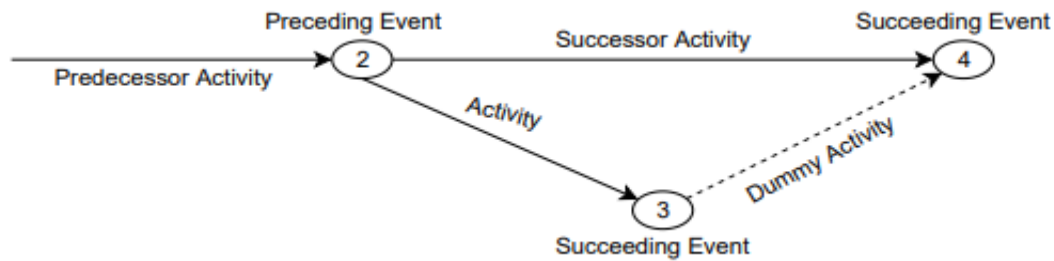 Preceding Event
Succeeding Event
Successor Activity
2
4
Predecessor Activity
Activity
Dummy Activity
3
Succeeding Event